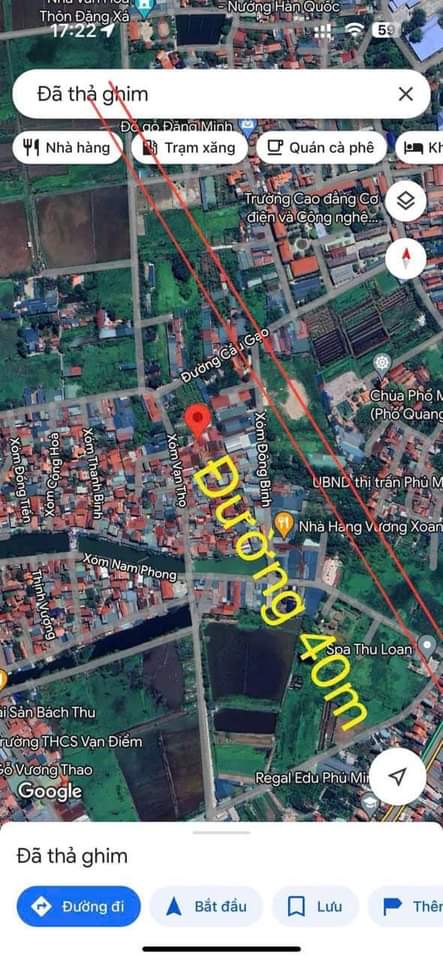 Thôn Đặng Xá
Nướng Hàn Quốc
17:22
59
Đã thả ghim
Đồ gỗ Đăng Minh
Nhà hàng
Trạm xăng
Quán cà phê
Kh
Trường Cao đẳng Cơ
điện và Công nghệ...
Đường Cầu Gạo
Chùa Phố M
(Phổ Quang
Xóm Đồng Tiến
Xóm Cộng Hoà
Xóm Thanh Bình
Xóm Văn Thọ
Xóm Đông Bình
UBND thị trấn Phú M
Nhà Hàng Vương Xoan
Đường 40m
Xóm Nam Phong
Thịnh Vượng
Spa Thu Loan
ải Sản Bách Thu
rường THCS Vạn Điểm
Gỗ Vương Thao
Google
Regal Edu Phú Mi
Đã thả ghim
Đường đi
Bắt đầu
Lưu
Thê